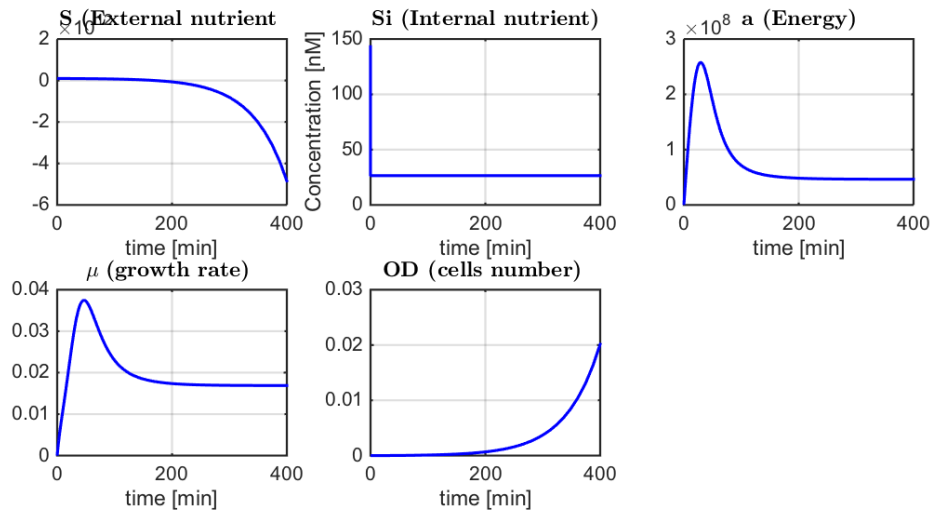 S (External nutrient
2
0
-2
-4
-6
0 200 400
time [min]
Si (Internal nutrient)
Concentration [nM]
150
100
50
0
0 200 400
time [min]
a (Energy)
×10⁸
3
2
1
0
0 200 400
time [min]
μ (growth rate)
0.04
0.03
0.02
0.01
0
0 200 400
time [min]
OD (cells number)
0.03
0.02
0.01
0
0 200 400
time [min]